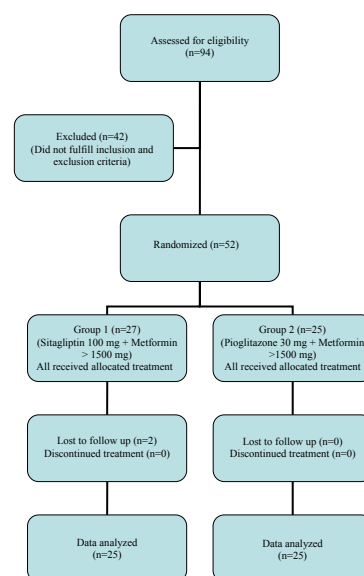 Assessed for eligibility
(n=94)
Excluded (n=42)
(Did not fulfill inclusion and
exclusion criteria)
Randomized (n=52)
Group 1 (n=27)
(Sitagliptin 100 mg + Metformin
> 1500 mg)
All received allocated treatment
Group 2 (n=25)
(Pioglitazone 30 mg + Metformin
>1500 mg)
All received allocated treatment
Lost to follow up (n=2)
Discontinued treatment (n=0)
Lost to follow up (n=0)
Discontinued treatment (n=0)
Data analyzed
(n=25)
Data analyzed
(n=25)